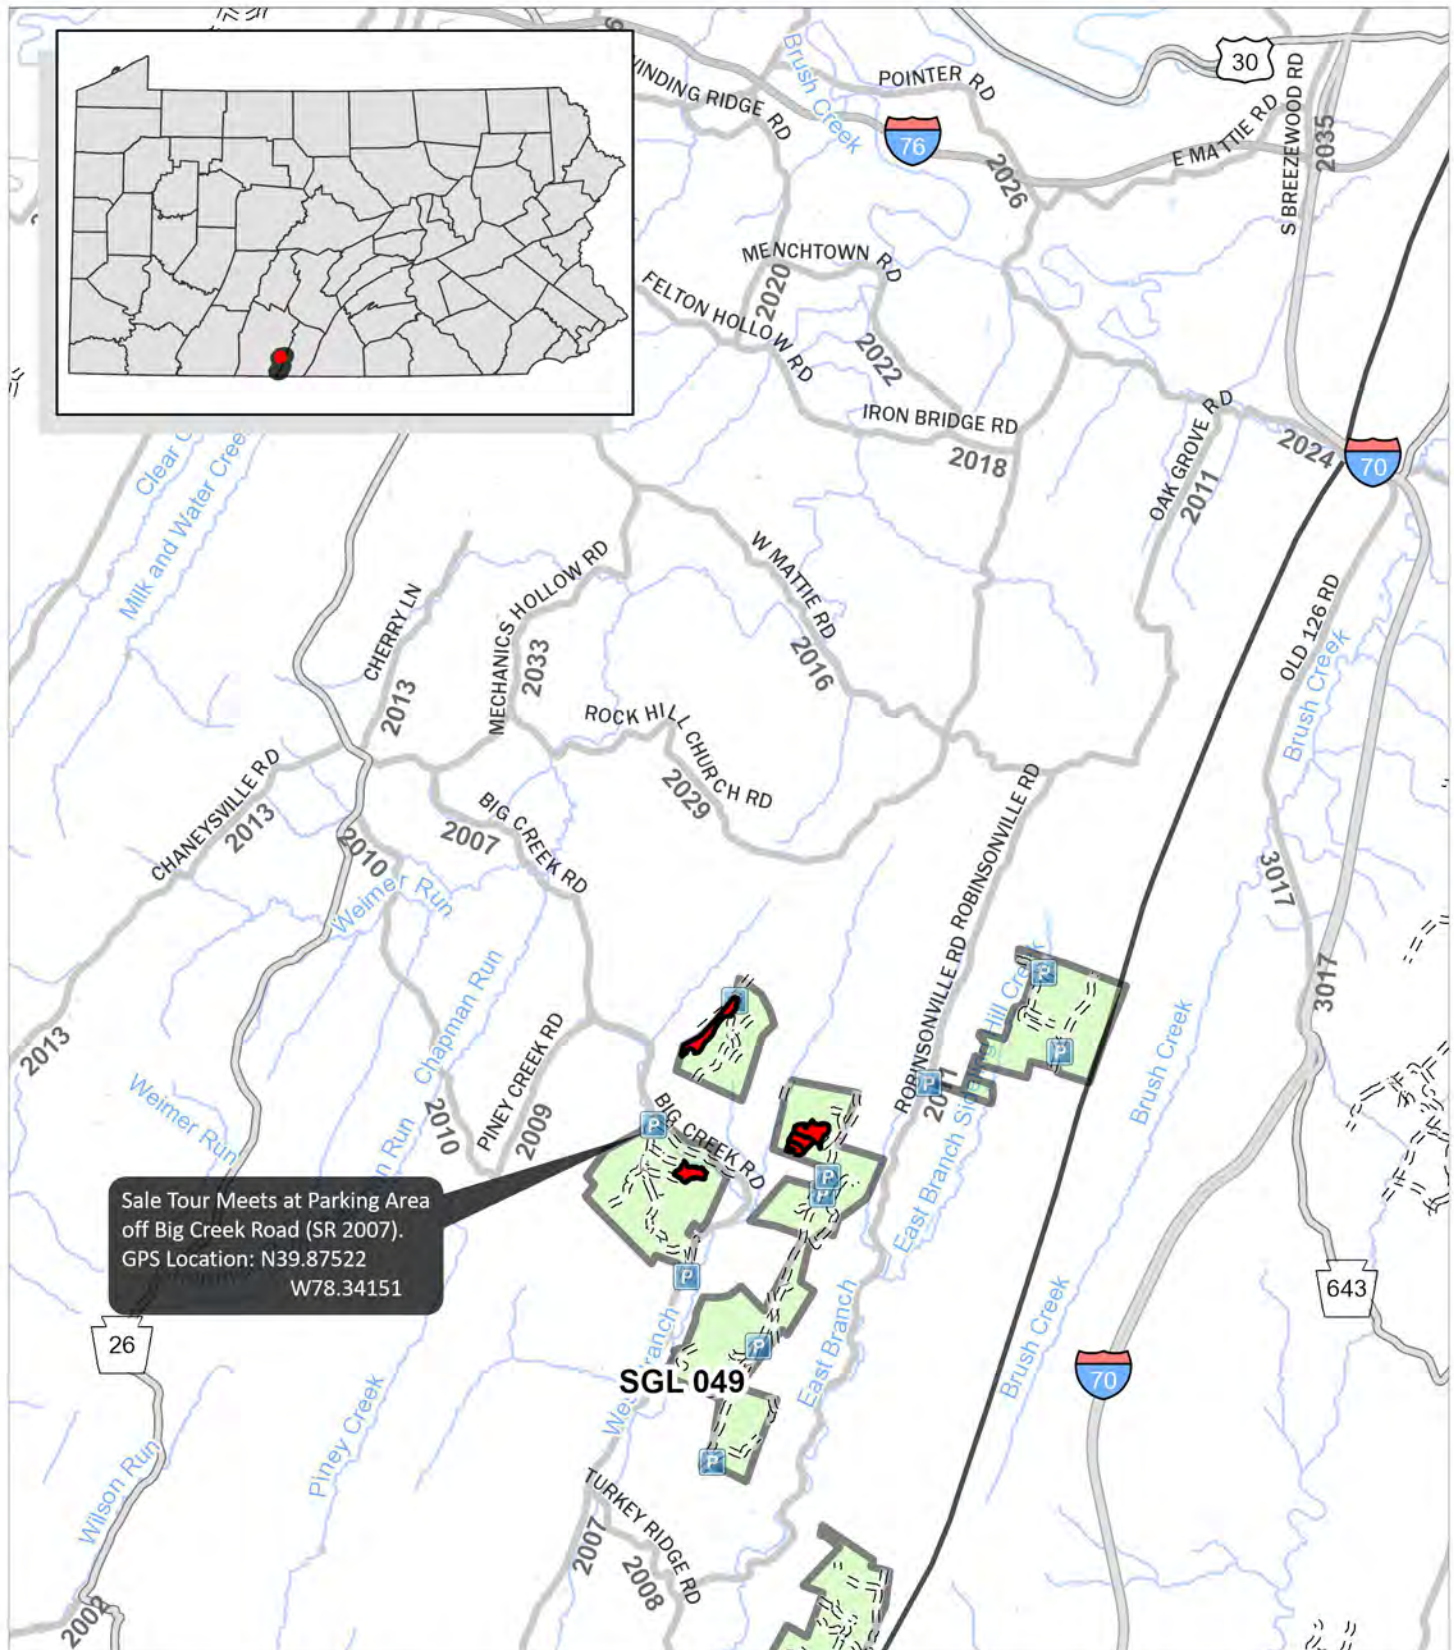 30
WINDING RIDGE RD
Brush Creek
POINTER RD
76
2026
E MATTIE RD
S BREEZEWOOD RD
2035
MENCHTOWN RD
2020
FELTON HOLLOW RD
2022
IRON BRIDGE RD
2018
OAK GROVE RD
2011
2024
70
Milk and Water Creek
CHERRY LN
2013
MECHANICS HOLLOW RD
2033
W MATTIE RD
2016
OLD 126 RD
Brush Creek
ROCK HILL CHURCH RD
2029
CHANEYSVILLE RD
2013
2010
2007
BIG CREEK RD
Weimer Run
ROBINSONVILLE RD
ROBINSONVILLE RD
3017
3017
2013
Chapman Run
Weimer Run
2010
PINEY CREEK RD
2009
BIG CREEK RD
P
P
P
P
P
P
P
P
P
East Branch Sideling Hill Creek
Brush Creek
Sale Tour Meets at Parking Area
off Big Creek Road (SR 2007).
GPS Location: N39.87522
W78.34151
26
643
SGL 049
East Branch
Brush Creek
70
Piney Creek
Wilson Run
TURKEY RIDGE RD
2007
2008
2002